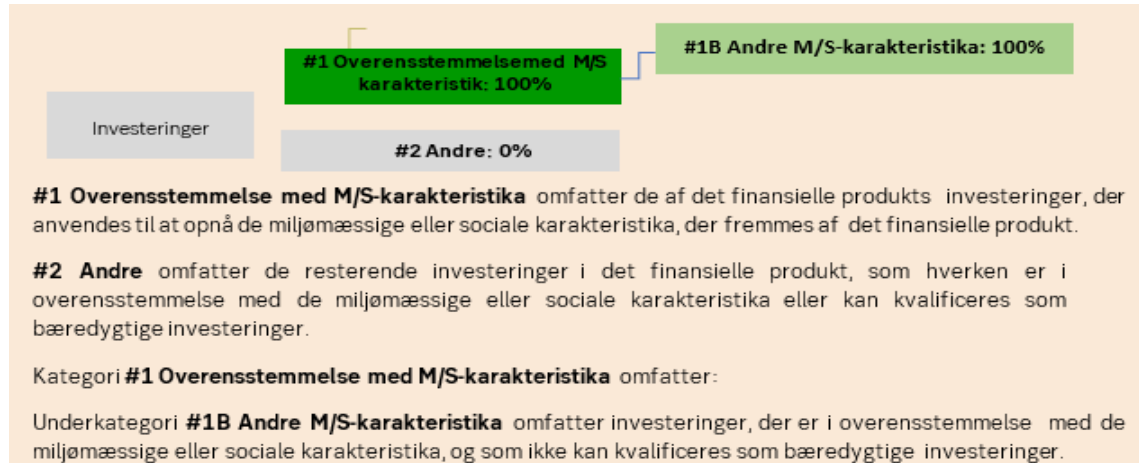 #1B Andre M/S-karakteristika: 100%
#1 Overensstemmelsemed M/S
karakteristik: 100%
Investeringer
#2 Andre: 0%
#1 Overensstemmelse med M/S-karakteristika omfatter de af det finansielle produkts investeringer, der
anvendes til at opnå de miljømæssige eller sociale karakteristika, der fremmes af det finansielle produkt.
#2 Andre omfatter de resterende investeringer i det finansielle produkt, som hverken er i
overensstemmelse med de miljømæssige eller sociale karakteristika eller kan kvalificeres som
bæredygtige investeringer.
Kategori #1 Overensstemmelse med M/S-karakteristika omfatter:
Underkategori #1B Andre M/S-karakteristika omfatter investeringer, der er i overensstemmelse med de
miljømæssige eller sociale karakteristika, og som ikke kan kvalificeres som bæredygtige investeringer.